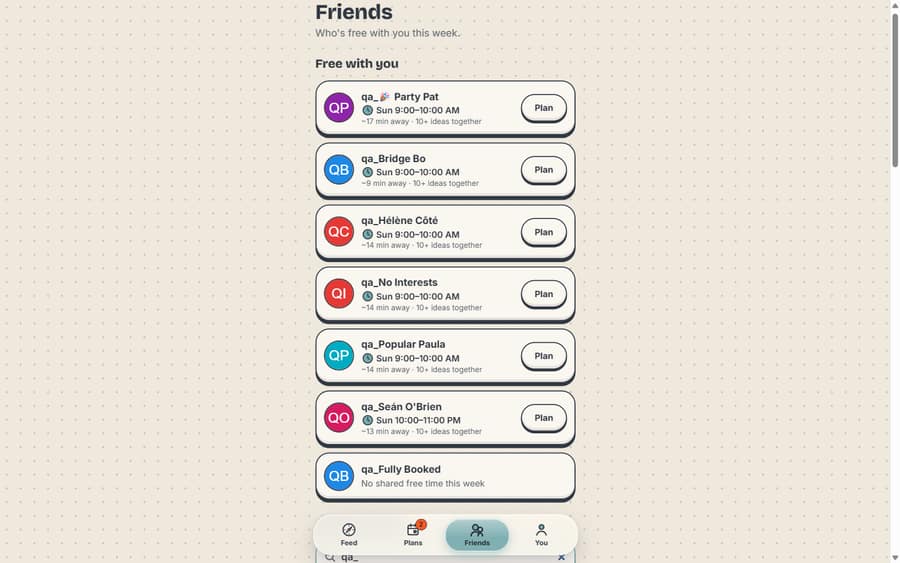 Friends
Who's free with you this week.
Free with you
QP
qa_🎉 Party Pat
Sun 9:00–10:00 AM
~17 min away · 10+ ideas together
Plan
QB
qa_Bridge Bo
Sun 9:00–10:00 AM
~9 min away · 10+ ideas together
Plan
QC
qa_Hélène Côté
Sun 9:00–10:00 AM
~14 min away · 10+ ideas together
Plan
QI
qa_No Interests
Sun 9:00–10:00 AM
~14 min away · 10+ ideas together
Plan
QP
qa_Popular Paula
Sun 9:00–10:00 AM
~14 min away · 10+ ideas together
Plan
QO
qa_Seán O'Brien
Sun 10:00–11:00 PM
~13 min away · 10+ ideas together
Plan
QB
qa_Fully Booked
No shared free time this week
Feed
2
Plans
Friends
You
qa_